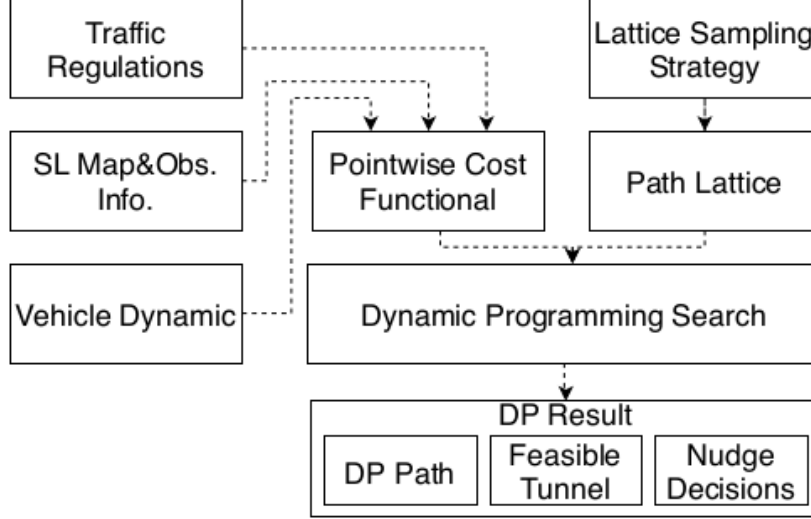 Traffic
Regulations
Lattice Sampling
Strategy
SL Map&Obs.
Info.
Pointwise Cost
Functional
Path Lattice
Vehicle Dynamic
Dynamic Programming Search
DP Result
DP Path
Feasible
Tunnel
Nudge
Decisions